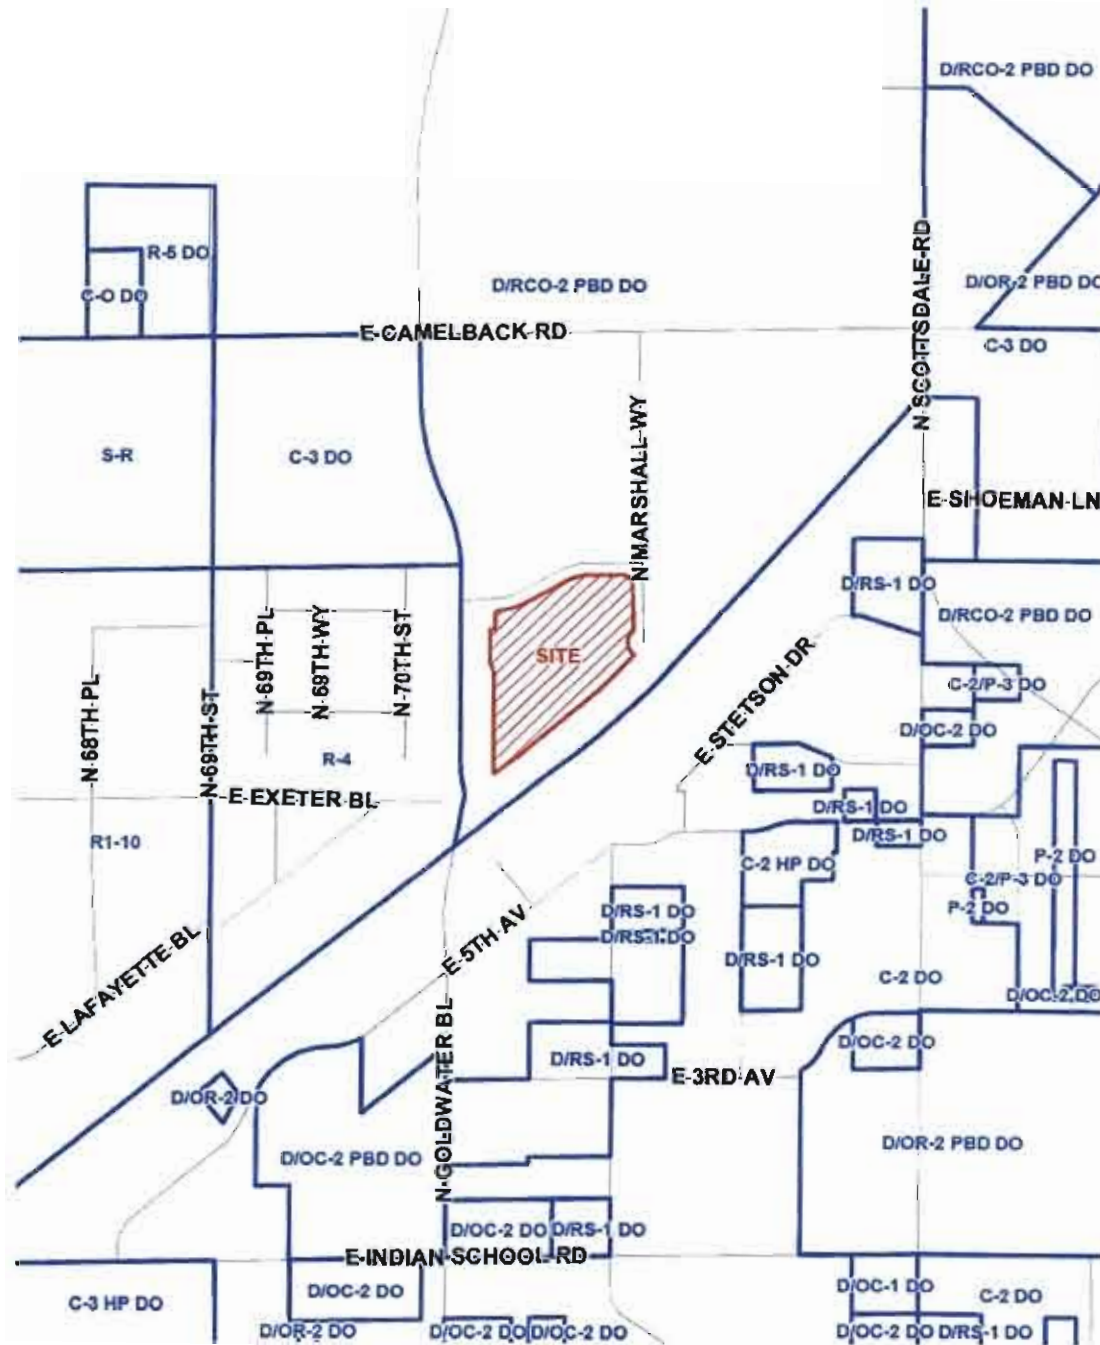 D/RCO-2 PBD DO
R-5 DO
C-O DO
D/RCO-2 PBD DO
N-SCOTTSDALE-RD
D/OR-2 PBD DO
E-CAMELBACK-RD
C-3 DO
S-R
C-3 DO
N-MARSHALL-WY
E-SHOEMAN-LN
D/RS-1 DO
D/RCO-2 PBD DO
N-68TH-PL
N-69TH-ST
N-69TH-PL
N-69TH-WY
N-70TH-ST
SITE
E-STETSON-DR
C-2/P-3 DO
D/OC-2 DO
R-4
D/RS-1 DO
E-EXETER-BL
D/RS-1 DO
D/RS-1 DO
R1-10
C-2 HP DO
P-2 DO
C-2/P-3 DO
P-2 DO
D/RS-1 DO
D/RS-1 DO
E-5TH-AV
E-LAFAYETTE-BL
D/RS-1 DO
C-2 DO
D/OC-2 DO
N-GOLDWATER-BL
D/OC-2 DO
D/RS-1 DO
E-3RD-AV
D/OR-2 DO
D/OC-2 PBD DO
D/OR-2 PBD DO
D/OC-2 DO
D/RS-1 DO
E-INDIAN-SCHOOL-RD
C-3 HP DO
D/OC-2 DO
D/OC-1 DO
C-2 DO
D/OR-2 DO
D/OC-2 DO
D/OC-2 DO
D/OC-2 DO
D/RS-1 DO